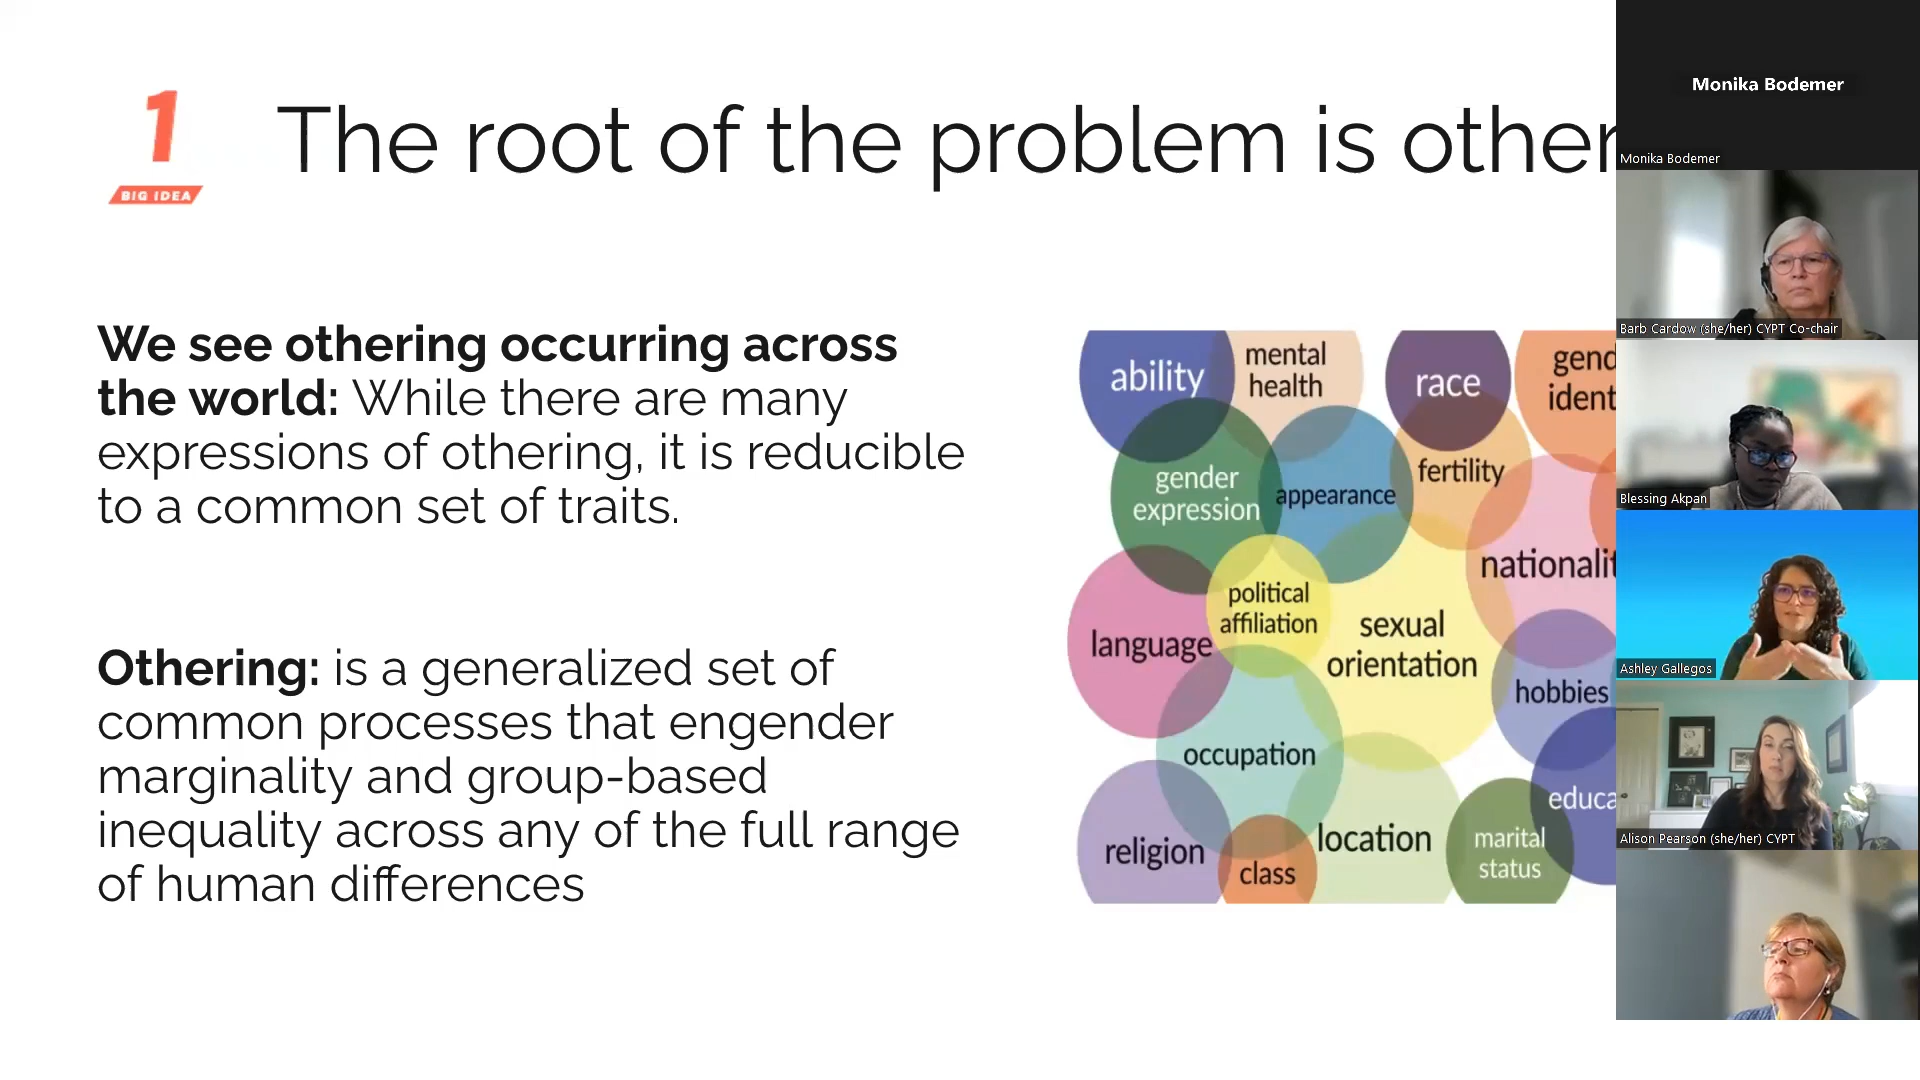 1
BIG IDEA
The root of the problem is other
We see othering occurring across
the world: While there are many
expressions of othering, it is reducible
to a common set of traits.
Othering: is a generalized set of
common processes that engender
marginality and group-based
inequality across any of the full range
of human differences
ability
mental
health
race
gend
ident
gender
expression
appearance
fertility
nationalit
political
affiliation
language
sexual
orientation
hobbies
occupation
educa
religion
class
location
marital
status
Monika Bodemer
Monika Bodemer
Barb Cardow (she/her) CYPT Co-chair
Blessing Akpan
Ashley Gallegos
Alison Pearson (she/her) CYPT